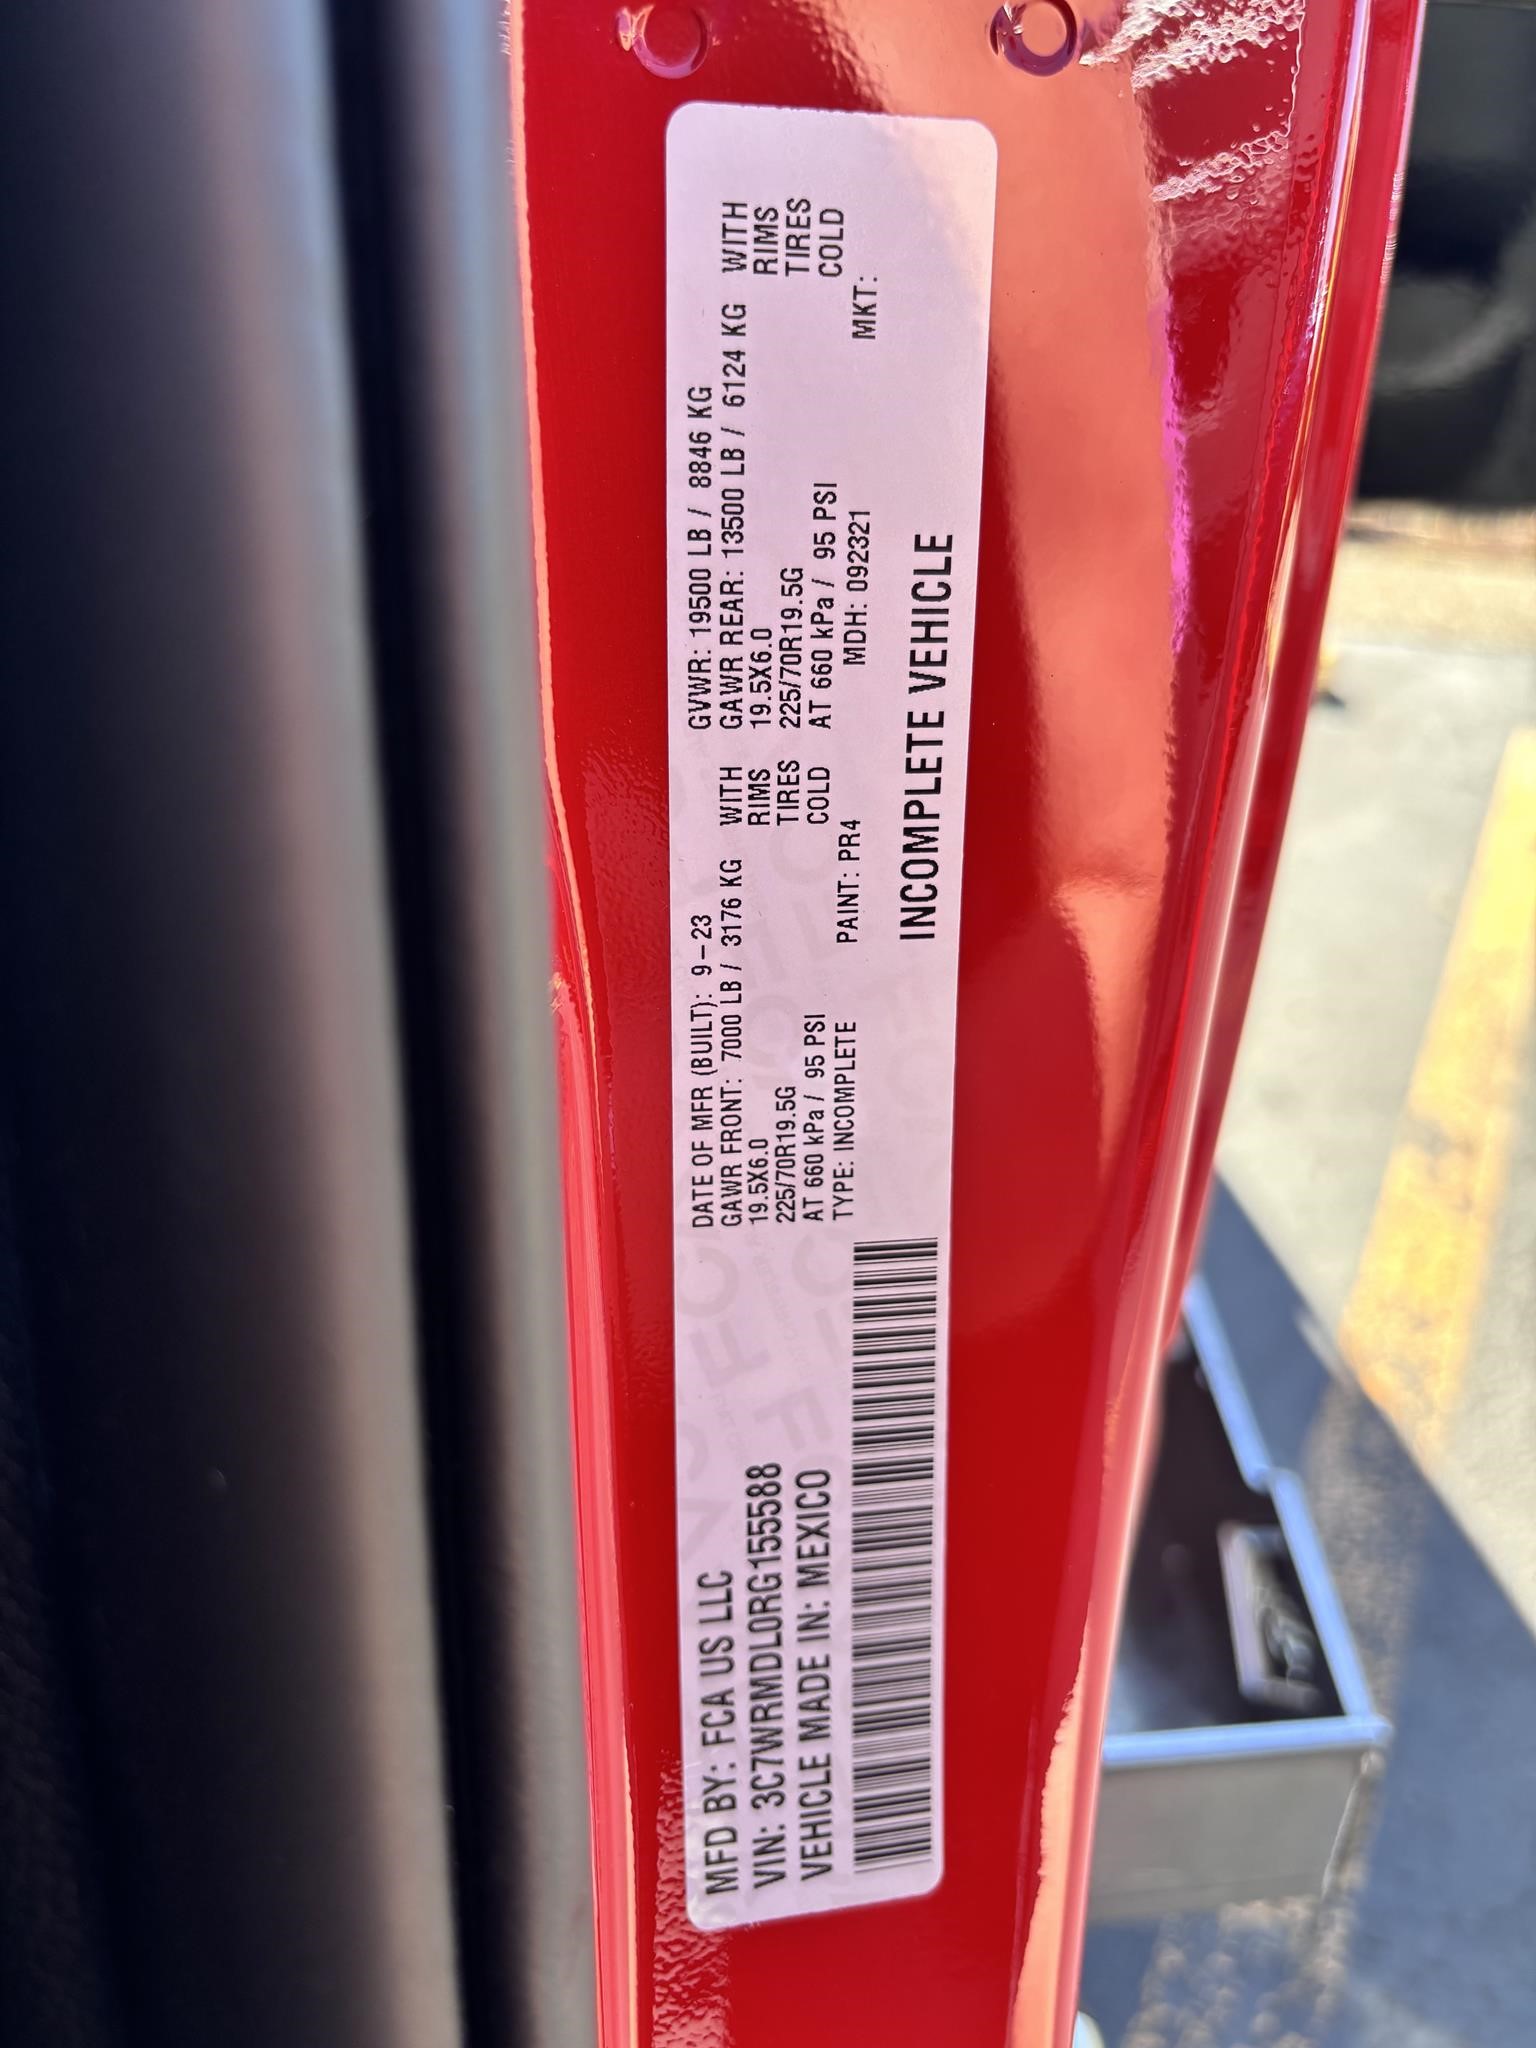 MFD BY: FCA US LLC
VIN: 3C7WRMDL0RG155588
VEHICLE MADE IN: MEXICO
DATE OF MFR (BUILT): 9-23
GAWR FRONT: 7000 LB / 3176 KG WITH
19.5X6.0 RIMS
225/70R19.5G TIRES
AT 660 kPa / 95 PSI COLD
TYPE: INCOMPLETE
GVWR: 19500 LB / 8846 KG
GAWR REAR: 13500 LB / 6124 KG WITH
19.5X6.0 RIMS
225/70R19.5G TIRES
AT 660 kPa / 95 PSI COLD
PAINT: PR4 MDH: 092321 MKT:
INCOMPLETE VEHICLE